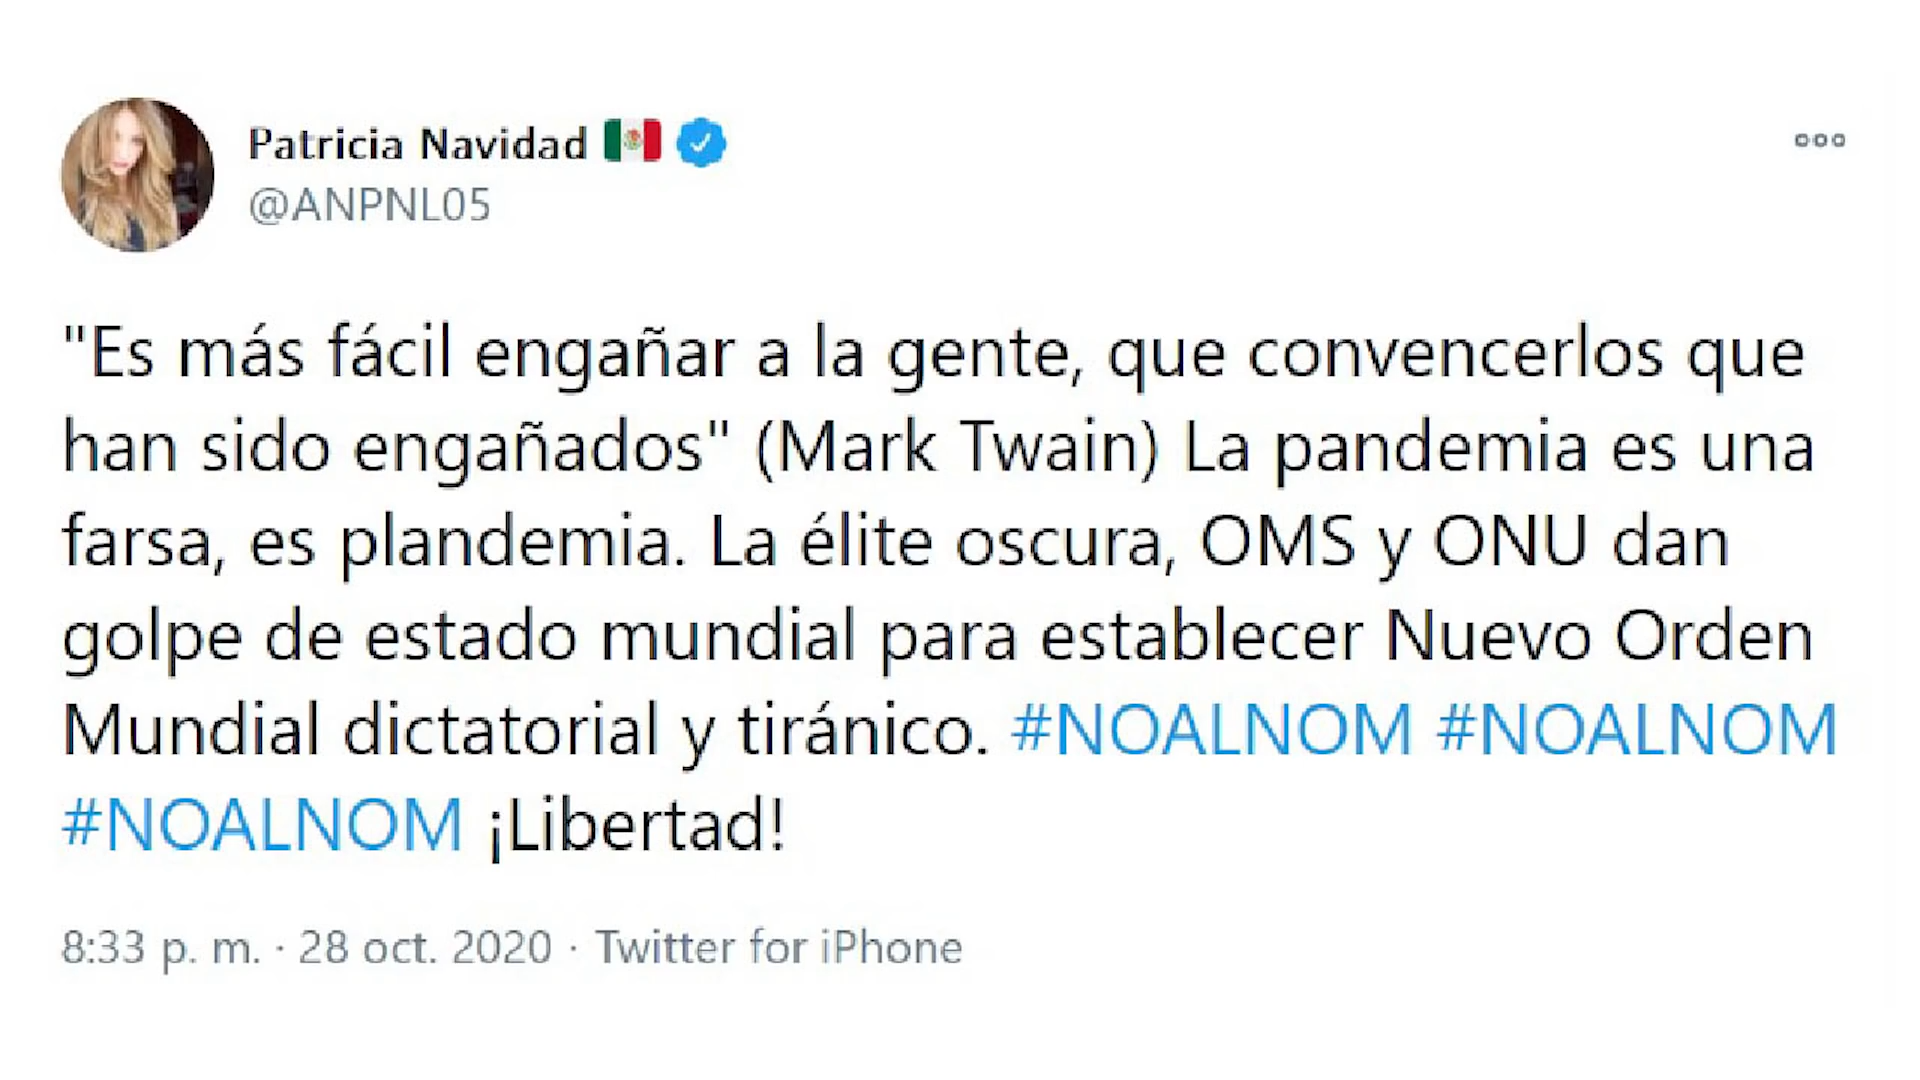 Patricia Navidad
@ANPNL05
"Es más fácil engañar a la gente, que convencerlos que
han sido engañados" (Mark Twain) La pandemia es una
farsa, es plandemia. La élite oscura, OMS y ONU dan
golpe de estado mundial para establecer Nuevo Orden
Mundial dictatorial y tiránico. #NOALNOM #NOALNOM
#NOALNOM ¡Libertad!
8:33 p. m. · 28 oct. 2020 · Twitter for iPhone